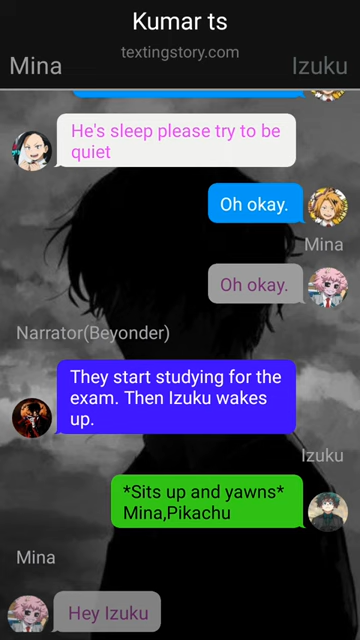 Kumar ts
textingstory.com
Mina
Izuku
He's sleep please try to be
quiet
Oh okay.
Mina
Oh okay.
Narrator(Beyonder)
They start studying for the
exam. Then Izuku wakes
up.
Izuku
*Sits up and yawns*
Mina,Pikachu
Mina
Hey Izuku